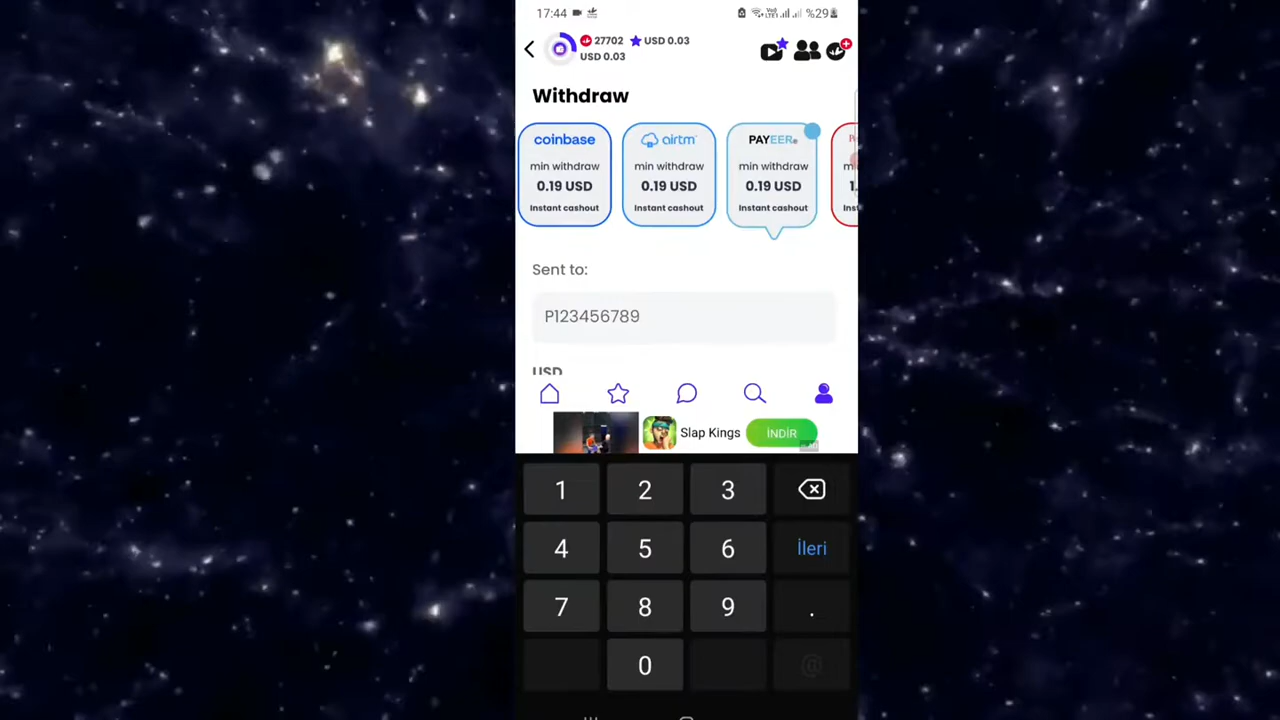 17:44
%29
27702 USD 0.03
USD 0.03
Withdraw
coinbase
min withdraw
0.19 USD
Instant cashout
airtm
min withdraw
0.19 USD
Instant cashout
PAYEER
min withdraw
0.19 USD
Instant cashout
Sent to:
P123456789
USD
Slap Kings
İNDİR
1 2 3
4 5 6 İleri
7 8 9 .
0 @